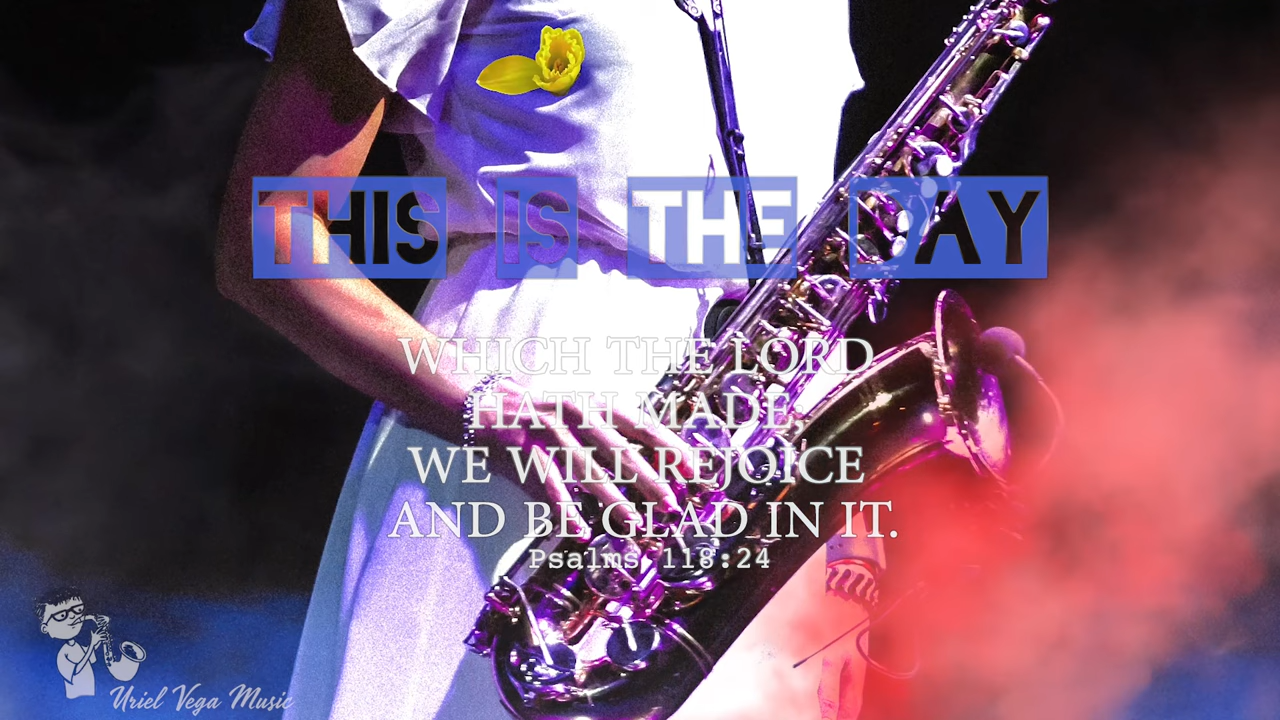 THIS IS THE DAY
WHICH THE LORD
HATH MADE;
WE WILL REJOICE
AND BE GLAD IN IT.
Psalms 118:24
Uriel Vega Music